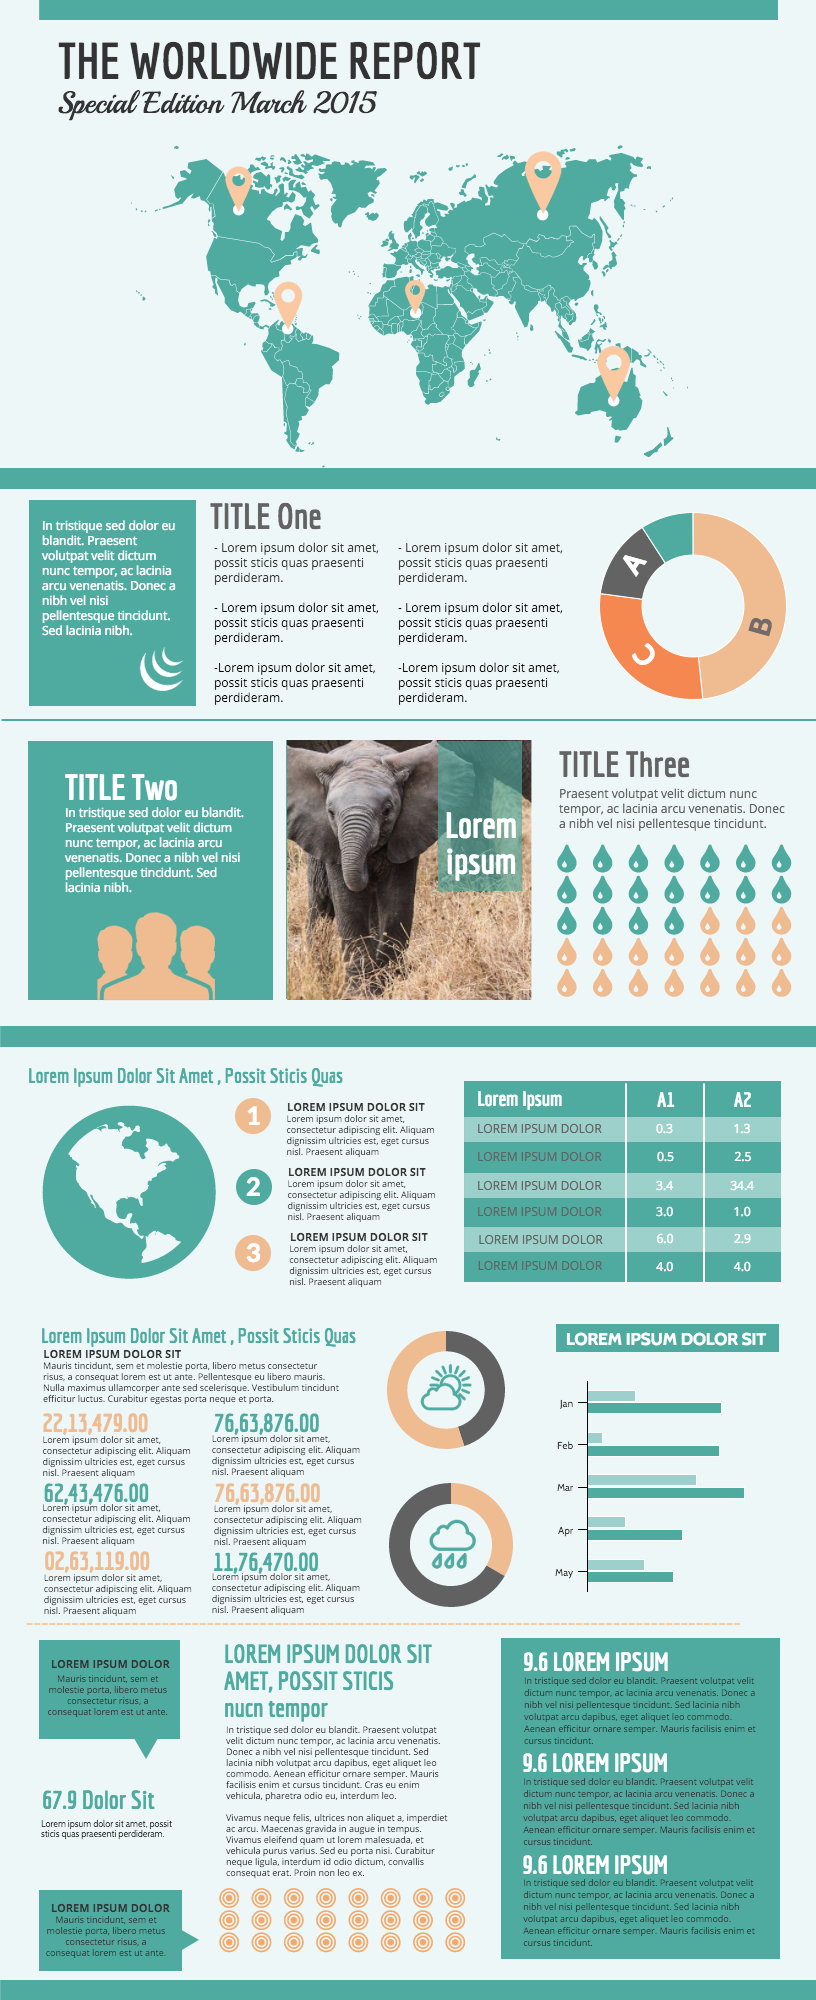 THE WORLDWIDE REPORT
Special Edition March 2015
In tristique sed dolor eu
blandit. Praesent
volutpat velit dictum
nunc tempor, ac lacinia
arcu venenatis. Donec a
nibh vel nisi
pellentesque tincidunt.
Sed lacinia nibh.
TITLE One
- Lorem ipsum dolor sit amet,
possit sticis quas praesenti
perdideram.
- Lorem ipsum dolor sit amet,
possit sticis quas praesenti
perdideram.
-Lorem ipsum dolor sit amet,
possit sticis quas praesenti
perdideram.
- Lorem ipsum dolor sit amet,
possit sticis quas praesenti
perdideram.
- Lorem ipsum dolor sit amet,
possit sticis quas praesenti
perdideram.
-Lorem ipsum dolor sit amet,
possit sticis quas praesenti
perdideram.
A
B
C
TITLE Two
In tristique sed dolor eu blandit.
Praesent volutpat velit dictum
nunc tempor, ac lacinia arcu
venenatis. Donec a nibh vel nisi
pellentesque tincidunt. Sed
lacinia nibh.
Lorem
ipsum
TITLE Three
Praesent volutpat velit dictum nunc
tempor, ac lacinia arcu venenatis. Donec
a nibh vel nisi pellentesque tincidunt.
Lorem Ipsum Dolor Sit Amet , Possit Sticis Quas
1
LOREM IPSUM DOLOR SIT
Lorem ipsum dolor sit amet,
consectetur adipiscing elit. Aliquam
dignissim ultricies est, eget cursus
nisl. Praesent aliquam
2
LOREM IPSUM DOLOR SIT
Lorem ipsum dolor sit amet,
consectetur adipiscing elit. Aliquam
dignissim ultricies est, eget cursus
nisl. Praesent aliquam
3
LOREM IPSUM DOLOR SIT
Lorem ipsum dolor sit amet,
consectetur adipiscing elit. Aliquam
dignissim ultricies est, eget cursus
nisl. Praesent aliquam
Lorem Ipsum A1 A2
LOREM IPSUM DOLOR 0.3 1.3
LOREM IPSUM DOLOR 0.5 2.5
LOREM IPSUM DOLOR 3.4 34.4
LOREM IPSUM DOLOR 3.0 1.0
LOREM IPSUM DOLOR 6.0 2.9
LOREM IPSUM DOLOR 4.0 4.0
Lorem Ipsum Dolor Sit Amet , Possit Sticis Quas
LOREM IPSUM DOLOR SIT
Mauris tincidunt, sem et molestie porta, libero metus consectetur
risus, a consequat lorem est ut ante. Pellentesque eu libero mauris.
Nulla maximus ullamcorper ante sed scelerisque. Vestibulum tincidunt
efficitur luctus. Curabitur egestas porta neque et porta.
22,13,479.00
Lorem ipsum dolor sit amet,
consectetur adipiscing elit. Aliquam
dignissim ultricies est, eget cursus
nisl. Praesent aliquam
76,63,876.00
Lorem ipsum dolor sit amet,
consectetur adipiscing elit. Aliquam
dignissim ultricies est, eget cursus
nisl. Praesent aliquam
62,43,476.00
Lorem ipsum dolor sit amet,
consectetur adipiscing elit. Aliquam
dignissim ultricies est, eget cursus
nisl. Praesent aliquam
76,63,876.00
Lorem ipsum dolor sit amet,
consectetur adipiscing elit. Aliquam
dignissim ultricies est, eget cursus
nisl. Praesent aliquam
02,63,119.00
Lorem ipsum dolor sit amet,
consectetur adipiscing elit. Aliquam
dignissim ultricies est, eget cursus
nisl. Praesent aliquam
11,76,470.00
Lorem ipsum dolor sit amet,
consectetur adipiscing elit. Aliquam
dignissim ultricies est, eget cursus
nisl. Praesent aliquam
LOREM IPSUM DOLOR SIT
Jan
Feb
Mar
Apr
May
LOREM IPSUM DOLOR
Mauris tincidunt, sem et
molestie porta, libero metus
consectetur risus, a
consequat lorem est ut ante.
67.9 Dolor Sit
Lorem ipsum dolor sit amet, possit
sticis quas praesenti perdideram.
LOREM IPSUM DOLOR
Mauris tincidunt, sem et
molestie porta, libero metus
consectetur risus, a
consequat lorem est ut ante.
LOREM IPSUM DOLOR SIT
AMET, POSSIT STICIS
nucn tempor
In tristique sed dolor eu blandit. Praesent volutpat
velit dictum nunc tempor, ac lacinia arcu venenatis.
Donec a nibh vel nisi pellentesque tincidunt. Sed
lacinia nibh volutpat arcu dapibus, eget aliquet leo
commodo. Aenean efficitur ornare semper. Mauris
facilisis enim et cursus tincidunt. Cras eu enim
vehicula, pharetra odio eu, interdum leo.
Vivamus neque felis, ultrices non aliquet a, imperdiet
ac arcu. Maecenas gravida in augue in tempus.
Vivamus eleifend quam ut lorem malesuada, et
vehicula purus varius. Sed eu porta nisi. Curabitur
neque ligula, interdum id odio dictum, convallis
consequat erat. Proin non leo ex.
9.6 LOREM IPSUM
In tristique sed dolor eu blandit. Praesent volutpat velit
dictum nunc tempor, ac lacinia arcu venenatis. Donec a
nibh vel nisi pellentesque tincidunt. Sed lacinia nibh
volutpat arcu dapibus, eget aliquet leo commodo.
Aenean efficitur ornare semper. Mauris facilisis enim et
cursus tincidunt.
9.6 LOREM IPSUM
In tristique sed dolor eu blandit. Praesent volutpat velit
dictum nunc tempor, ac lacinia arcu venenatis. Donec a
nibh vel nisi pellentesque tincidunt. Sed lacinia nibh
volutpat arcu dapibus, eget aliquet leo commodo.
Aenean efficitur ornare semper. Mauris facilisis enim et
cursus tincidunt.
9.6 LOREM IPSUM
In tristique sed dolor eu blandit. Praesent volutpat velit
dictum nunc tempor, ac lacinia arcu venenatis. Donec a
nibh vel nisi pellentesque tincidunt. Sed lacinia nibh
volutpat arcu dapibus, eget aliquet leo commodo.
Aenean efficitur ornare semper. Mauris facilisis enim et
cursus tincidunt.